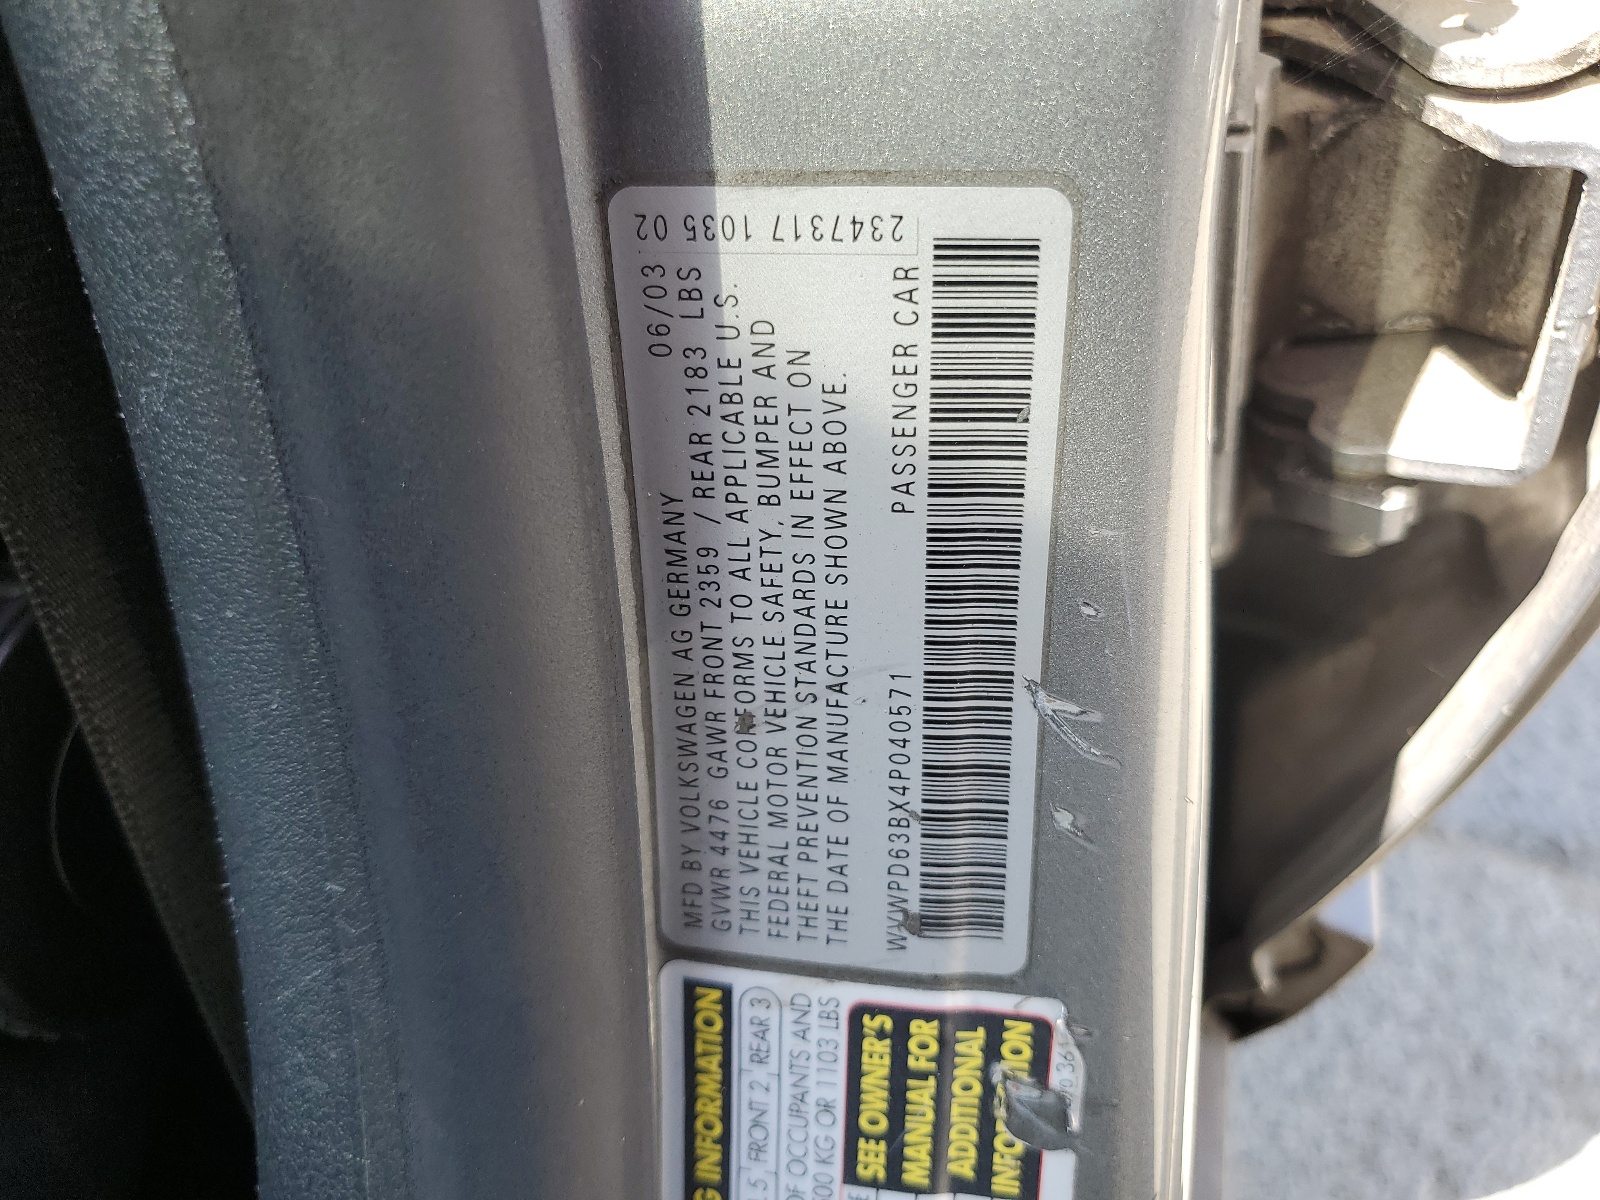 MFD BY VOLKSWAGEN AG GERMANY 06/03
GVWR 4476 GAWR FRONT 2359 / REAR 2183 LBS
THIS VEHICLE CONFORMS TO ALL APPLICABLE U.S.
FEDERAL MOTOR VEHICLE SAFETY, BUMPER AND
THEFT PREVENTION STANDARDS IN EFFECT ON
THE DATE OF MANUFACTURE SHOWN ABOVE.
WVWPD63BX4P040571 PASSENGER CAR
2347317 1035 02
INFORMATION
5 FRONT 2 REAR 3
OF OCCUPANTS AND
500 KG OR 1103 LBS
SEE OWNER'S
MANUAL FOR
ADDITIONAL
INFORMATION